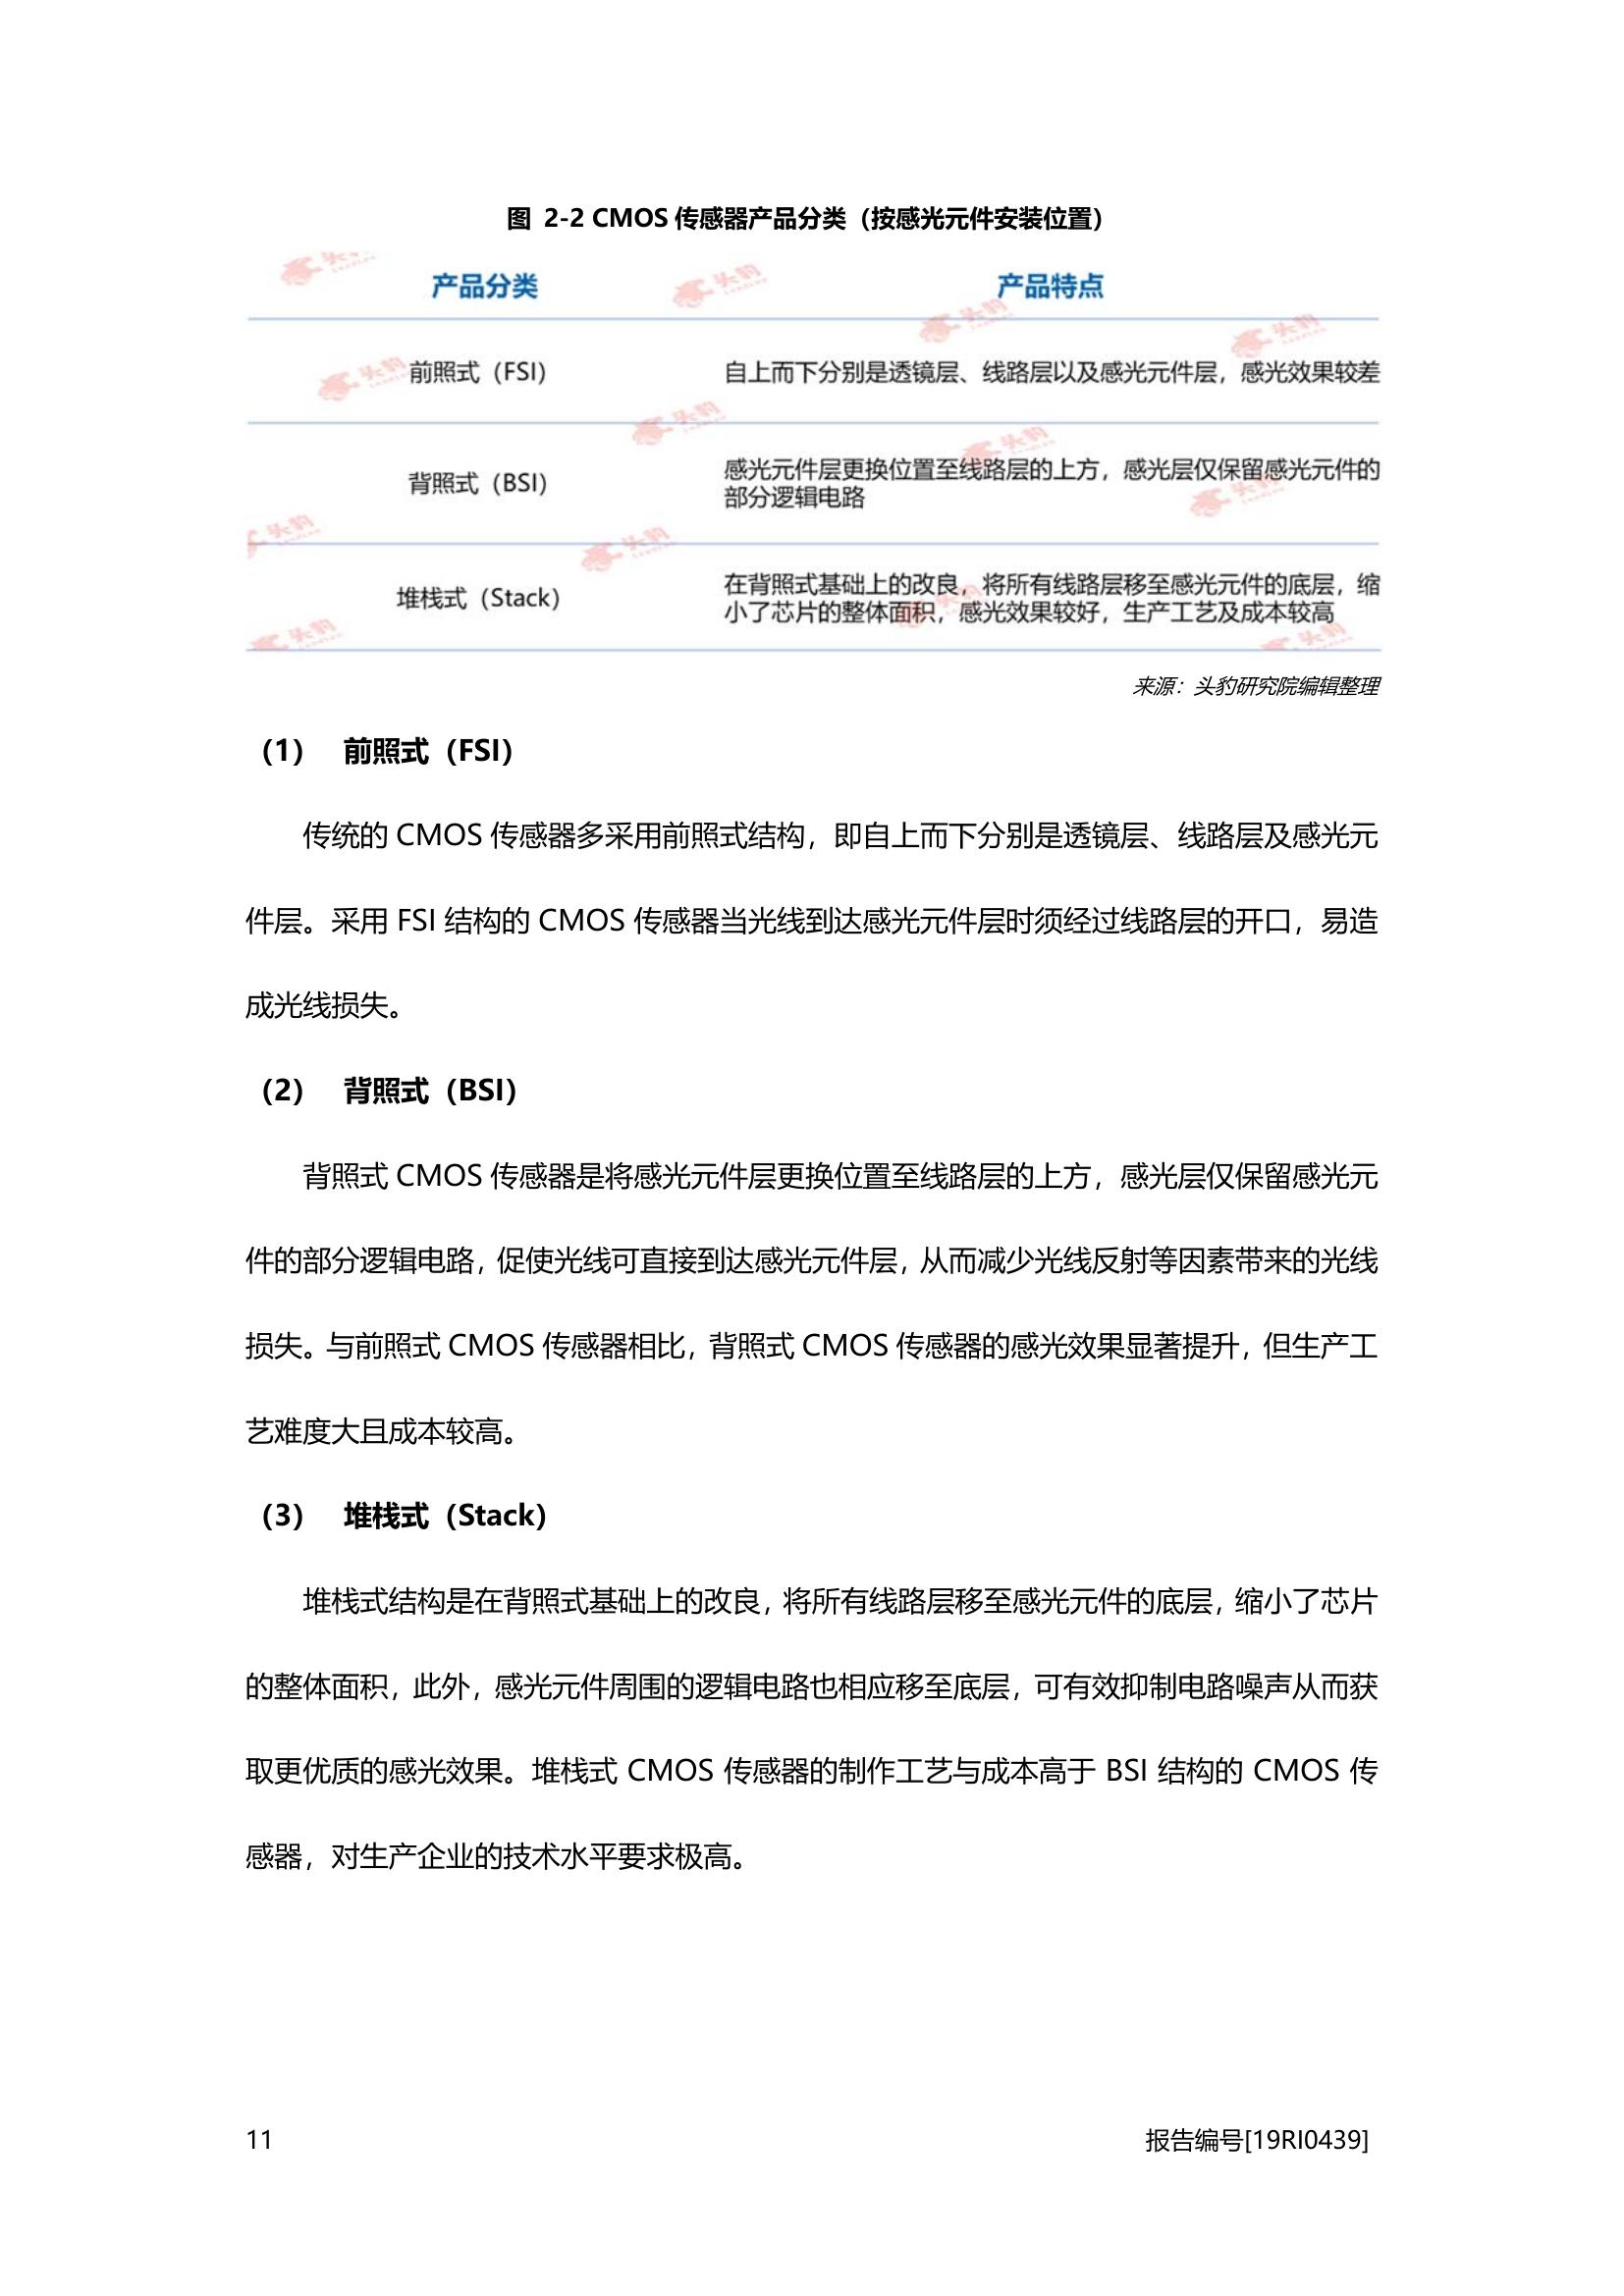 图 2-2 CMOS 传感器产品分类（按感光元件安装位置）
产品分类 产品特点
前照式（FSI） 自上而下分别是透镜层、线路层以及感光元件层，感光效果较差
背照式（BSI） 感光元件层更换位置至线路层的上方，感光层仅保留感光元件的
部分逻辑电路
堆栈式（Stack） 在背照式基础上的改良，将所有线路层移至感光元件的底层，缩
小了芯片的整体面积，感光效果较好，生产工艺及成本较高
来源：头豹研究院编辑整理
（1） 前照式（FSI）
传统的 CMOS 传感器多采用前照式结构，即自上而下分别是透镜层、线路层及感光元
件层。采用 FSI 结构的 CMOS 传感器当光线到达感光元件层时须经过线路层的开口，易造
成光线损失。
（2） 背照式（BSI）
背照式 CMOS 传感器是将感光元件层更换位置至线路层的上方，感光层仅保留感光元
件的部分逻辑电路，促使光线可直接到达感光元件层，从而减少光线反射等因素带来的光线
损失。与前照式 CMOS 传感器相比，背照式 CMOS 传感器的感光效果显著提升，但生产工
艺难度大且成本较高。
（3） 堆栈式（Stack）
堆栈式结构是在背照式基础上的改良，将所有线路层移至感光元件的底层，缩小了芯片
的整体面积，此外，感光元件周围的逻辑电路也相应移至底层，可有效抑制电路噪声从而获
取更优质的感光效果。堆栈式 CMOS 传感器的制作工艺与成本高于 BSI 结构的 CMOS 传
感器，对生产企业的技术水平要求极高。
11 报告编号[19RI0439]